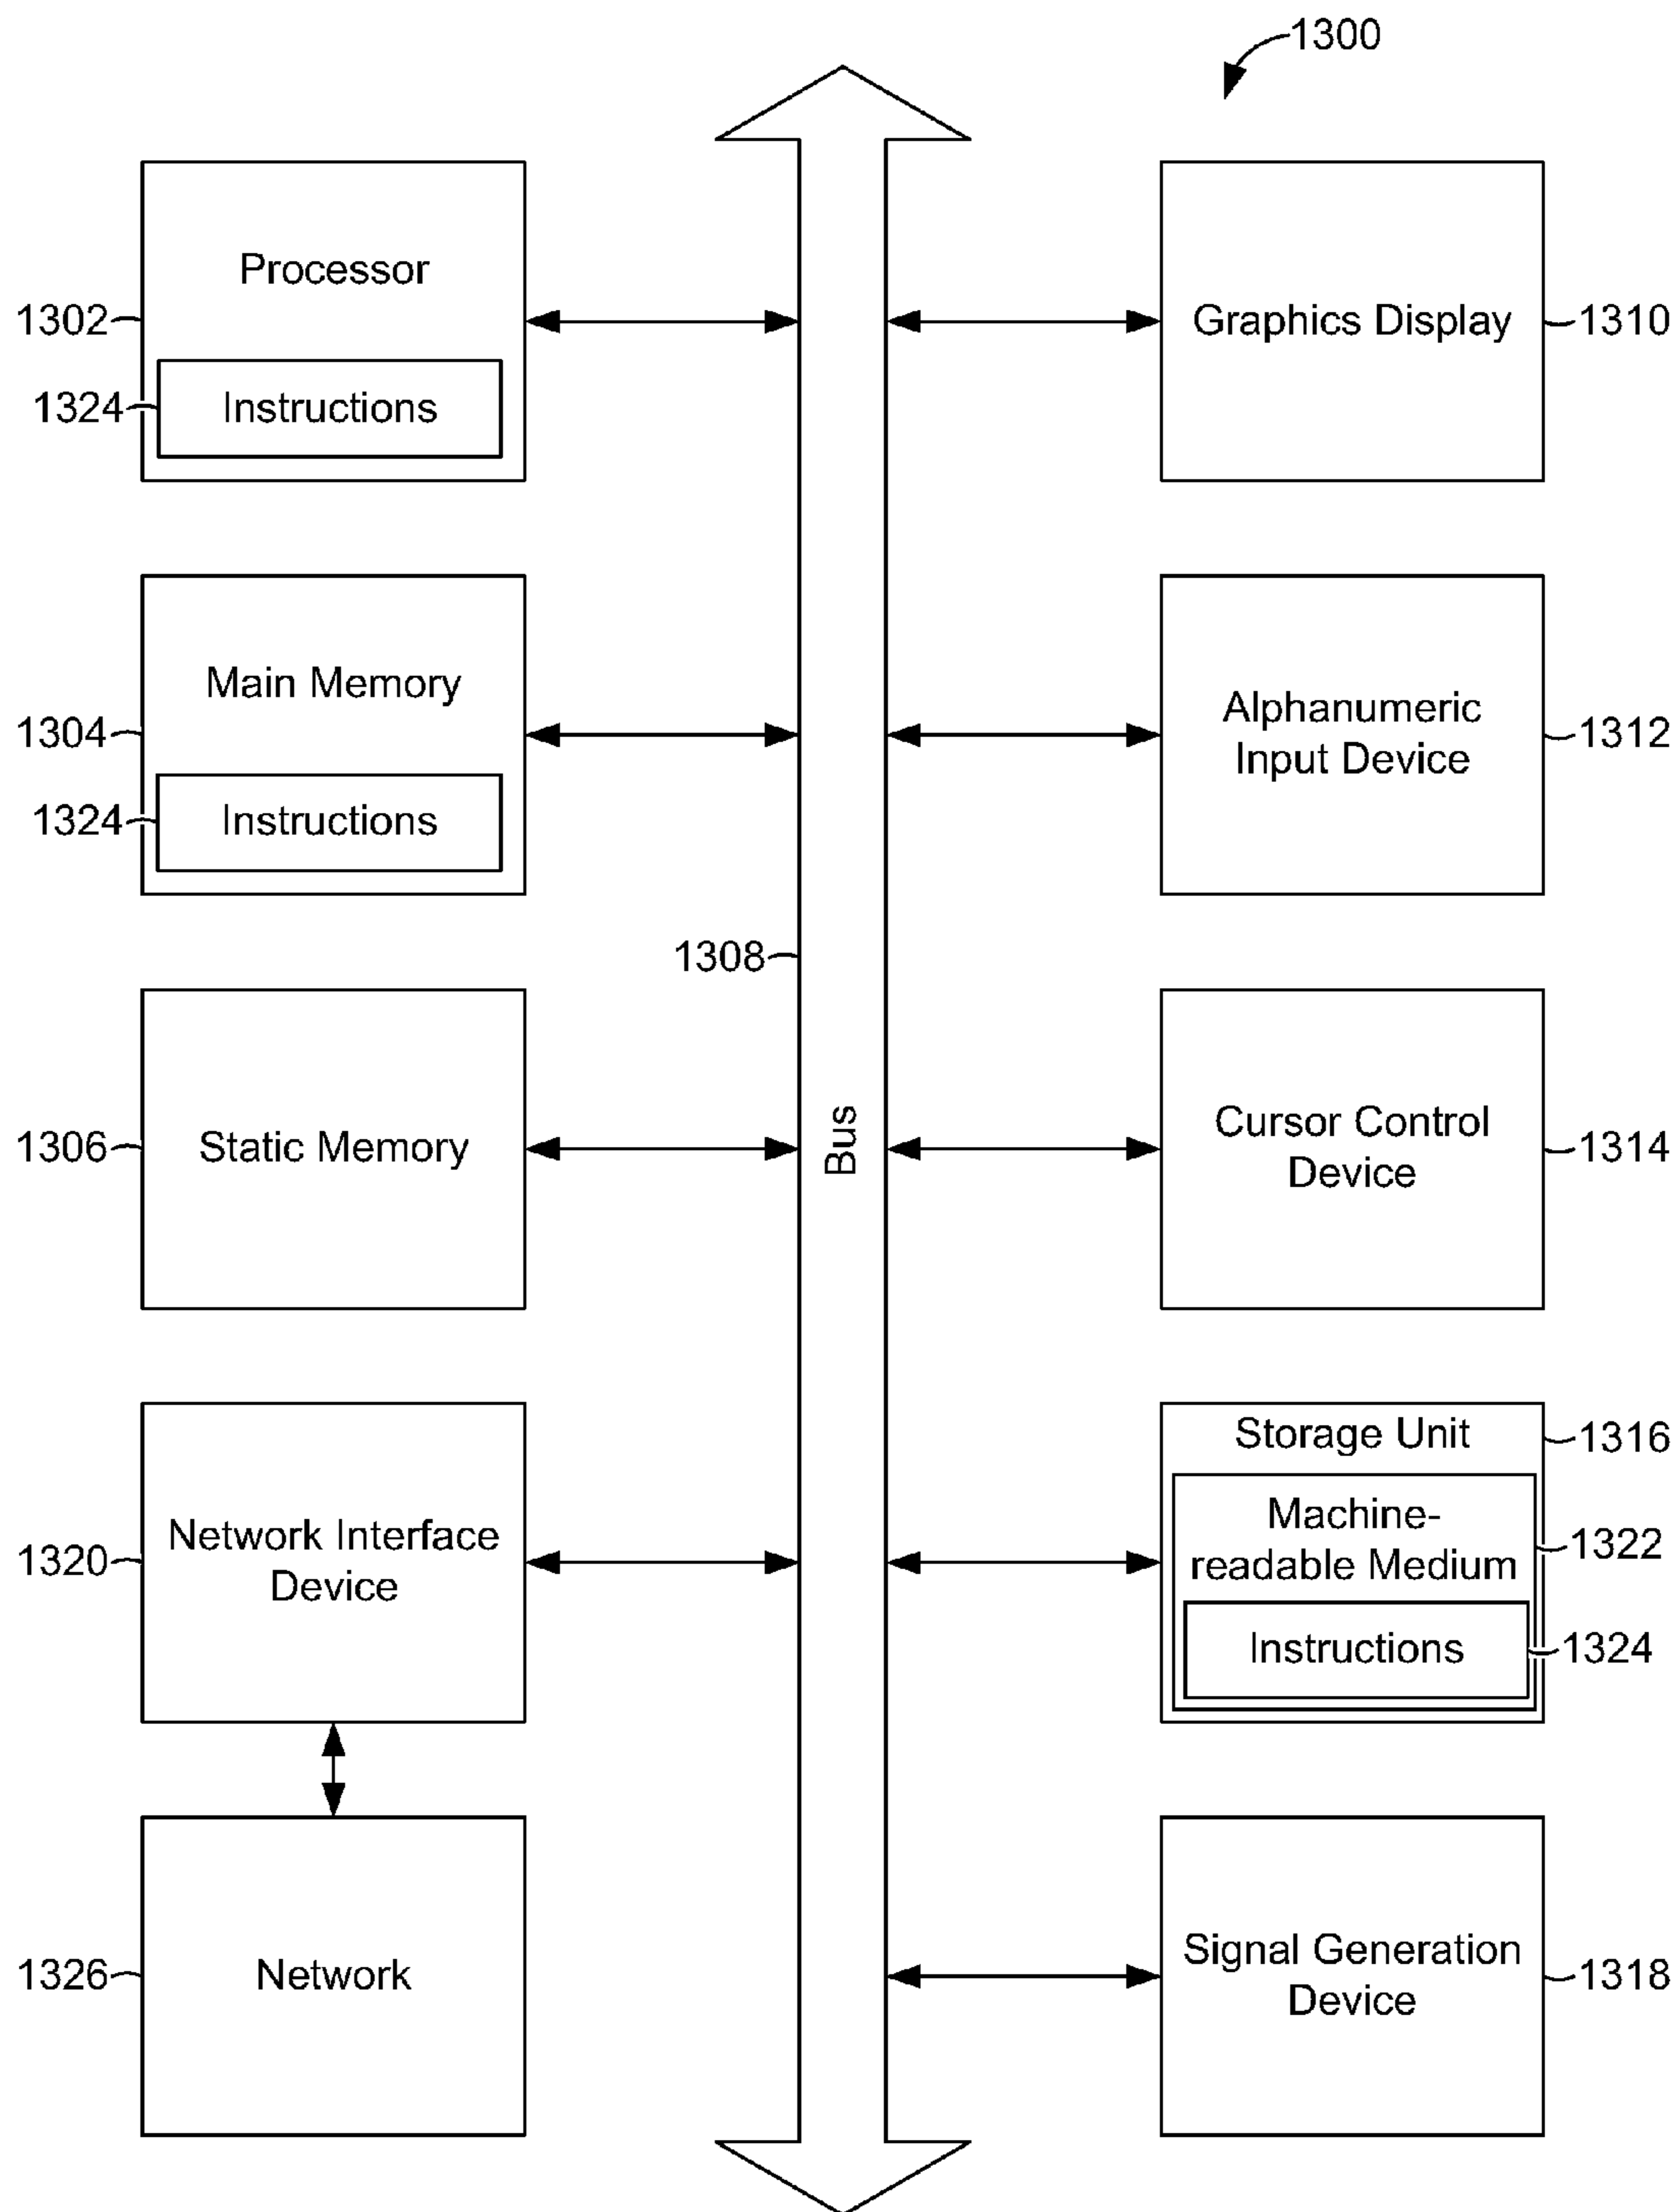 1300
Processor
1302
1324
Instructions
Graphics Display
1310
Main Memory
1304
1324
Instructions
Alphanumeric
Input Device
1312
1308
Bus
Static Memory
1306
Cursor Control
Device
1314
Network Interface
Device
1320
Storage Unit
1316
Machine-
readable Medium
1322
Instructions
1324
Network
1326
Signal Generation
Device
1318